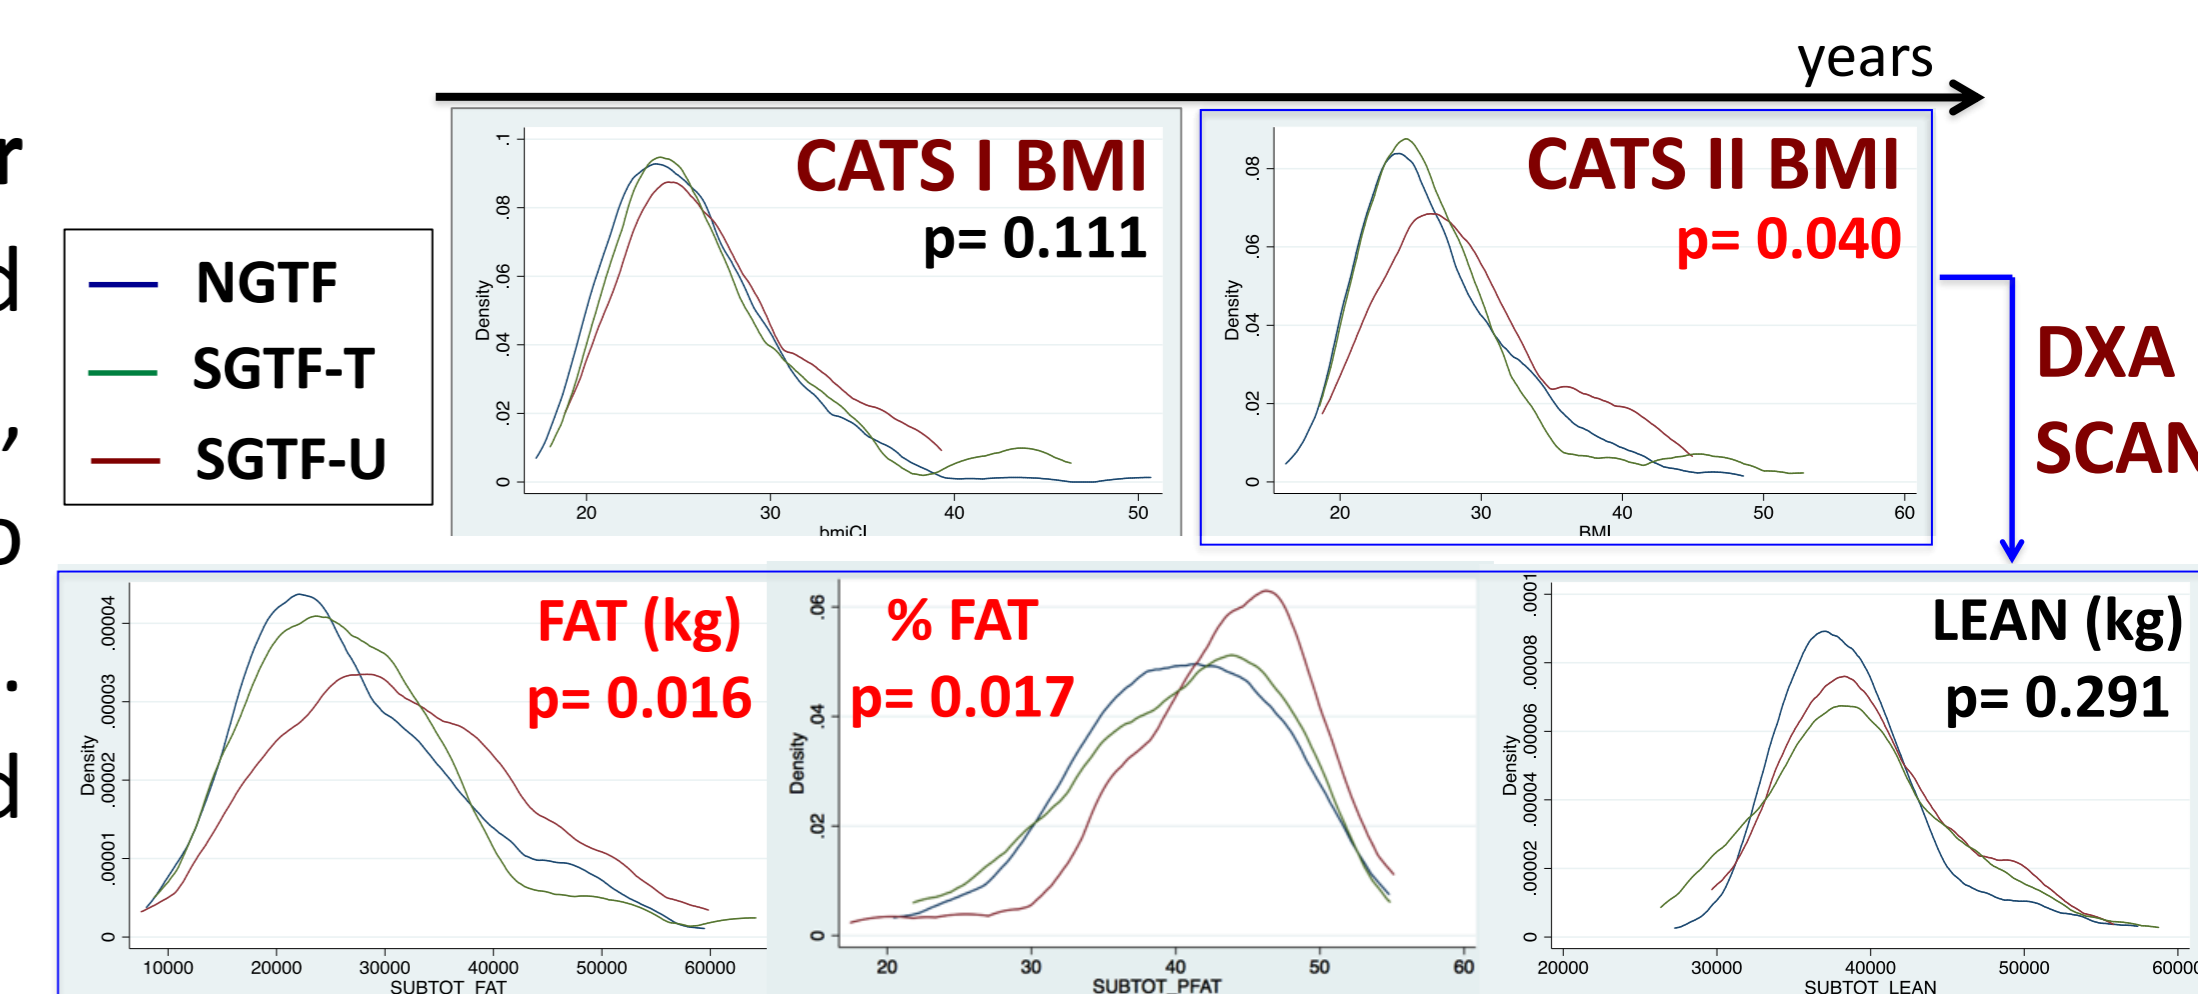 years
r
d
,
o
.
d
NGTF
SGTF-T
SGTF-U
CATS I BMI
p= 0.111
Density
0 .02 .04 .06 .08 .1
20 30 40 50
bmiCI
CATS II BMI
p= 0.040
Density
0 .02 .04 .06 .08
20 30 40 50 60
BMI
DXA
SCAN
FAT (kg)
p= 0.016
Density
0 .00001 .00002 .00003 .00004
10000 20000 30000 40000 50000 60000
SUBTOT_FAT
% FAT
p= 0.017
Density
0 .02 .04 .06
20 30 40 50 60
SUBTOT_PFAT
LEAN (kg)
p= 0.291
Density
0 .00002 .00004 .00006 .00008 .0001
20000 30000 40000 50000 60000
SUBTOT_LEAN